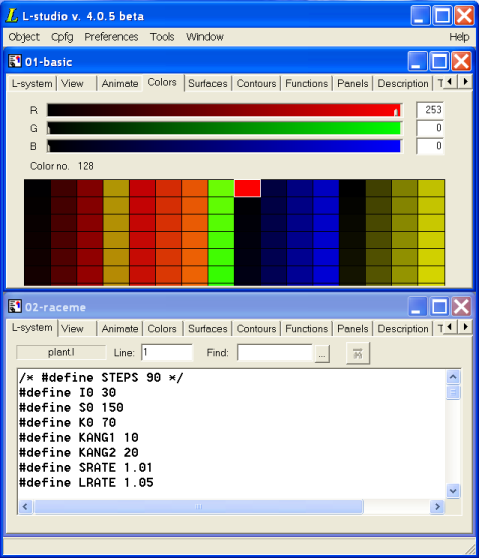 L-studio v. 4.0.5 beta
Object Cpfg Preferences Tools Window Help
01-basic
L-system View Animate Colors Surfaces Contours Functions Panels Description T
R 253
G 0
B 0
Color no. 128
02-raceme
L-system View Animate Colors Surfaces Contours Functions Panels Description T
plant.l Line: 1 Find: ...
/* #define STEPS 90 */
#define I0 30
#define S0 150
#define K0 70
#define KANG1 10
#define KANG2 20
#define SRATE 1.01
#define LRATE 1.05